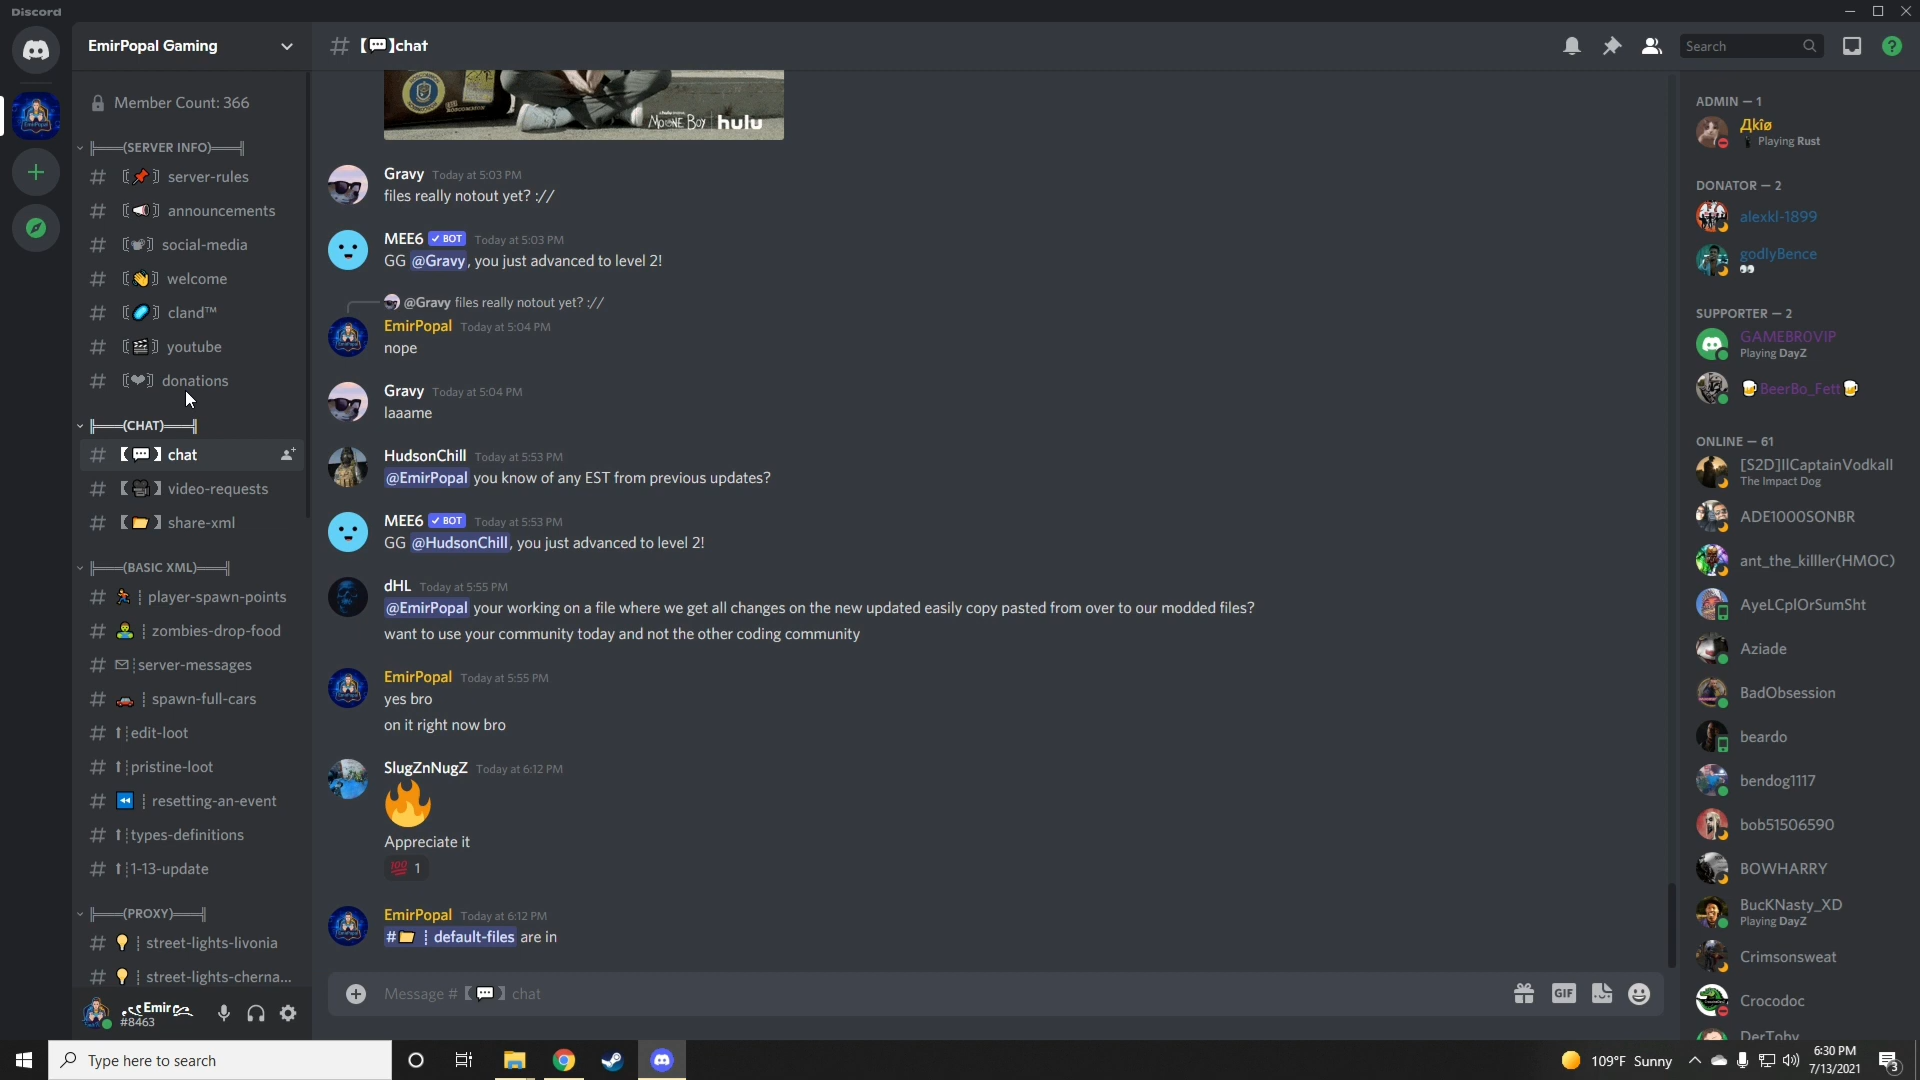 Discord
EmirPopal Gaming
Member Count: 366
╠═══(SERVER INFO)═══╣
# 〘📌〙server-rules
# 〘📢〙announcements
# 〘🕊〙social-media
# 〘👋〙welcome
# 〘🏉〙cland™
# 〘🎬〙youtube
# 〘❤〙donations
╠═══(CHAT)═══╣
# 【💬】chat
# 【🎥】video-requests
# 【📁】share-xml
╠═══(BASIC XML)═══╣
# 🏃┋player-spawn-points
# 🧟┋zombies-drop-food
# ✉┋server-messages
# 🚗┋spawn-full-cars
# ⬆┋edit-loot
# ⬆┋pristine-loot
# ⏪┋resetting-an-event
# ⬆┋types-definitions
# ⬆┋1-13-update
╠═══(PROXY)═══╣
# 💡┋street-lights-livonia
# 💡┋street-lights-cherna...
Emir
#8463
# 【💬】chat
Search
NO ONE BOY hulu
Gravy Today at 5:03 PM
files really notout yet? ://
MEE6 ✓ BOT Today at 5:03 PM
GG @Gravy, you just advanced to level 2!
@Gravy files really notout yet? ://
EmirPopal Today at 5:04 PM
nope
Gravy Today at 5:04 PM
laaame
HudsonChill Today at 5:53 PM
@EmirPopal you know of any EST from previous updates?
MEE6 ✓ BOT Today at 5:53 PM
GG @HudsonChill, you just advanced to level 2!
dHL Today at 5:55 PM
@EmirPopal your working on a file where we get all changes on the new updated easily copy pasted from over to our modded files?
want to use your community today and not the other coding community
EmirPopal Today at 5:55 PM
yes bro
on it right now bro
SlugZnNugZ Today at 6:12 PM
🔥
Appreciate it
💯 1
EmirPopal Today at 6:12 PM
#📁┋default-files are in
Message #【💬】chat
GIF
ADMIN — 1
Дkîø
Playing Rust
DONATOR — 2
alexkl-1899
godlyBence
👀
SUPPORTER — 2
GAMEBR0VIP
Playing DayZ
🍺BeerBo_Fett🍺
ONLINE — 61
[S2D]IICaptainVodkall
The Impact Dog
ADE1000SONBR
ant_the_killler(HMOC)
AyeLCplOrSumSht
Aziade
BadObsession
beardo
bendog1117
bob51506590
BOWHARRY
BucKNasty_XD
Playing DayZ
Crimsonsweat
Crocodoc
DerToby
Type here to search
109°F Sunny
6:30 PM
7/13/2021
3